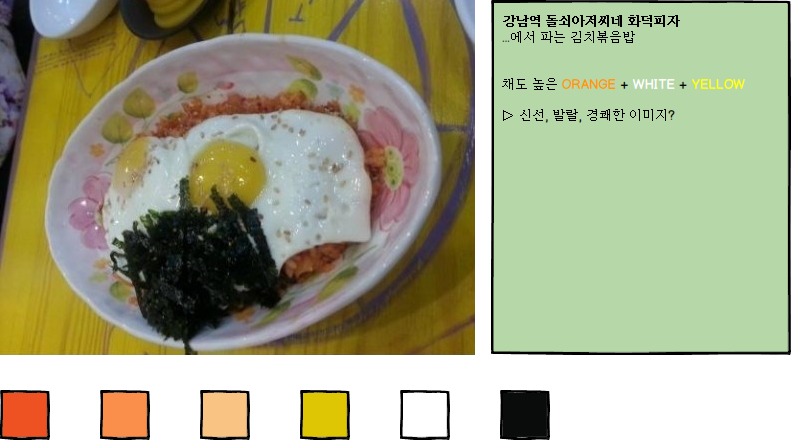 강남역 돌쇠아저씨네 화덕피자
...에서 파는 김치볶음밥
채도 높은 ORANGE + WHITE + YELLOW
▷ 신선, 발랄, 경쾌한 이미지?